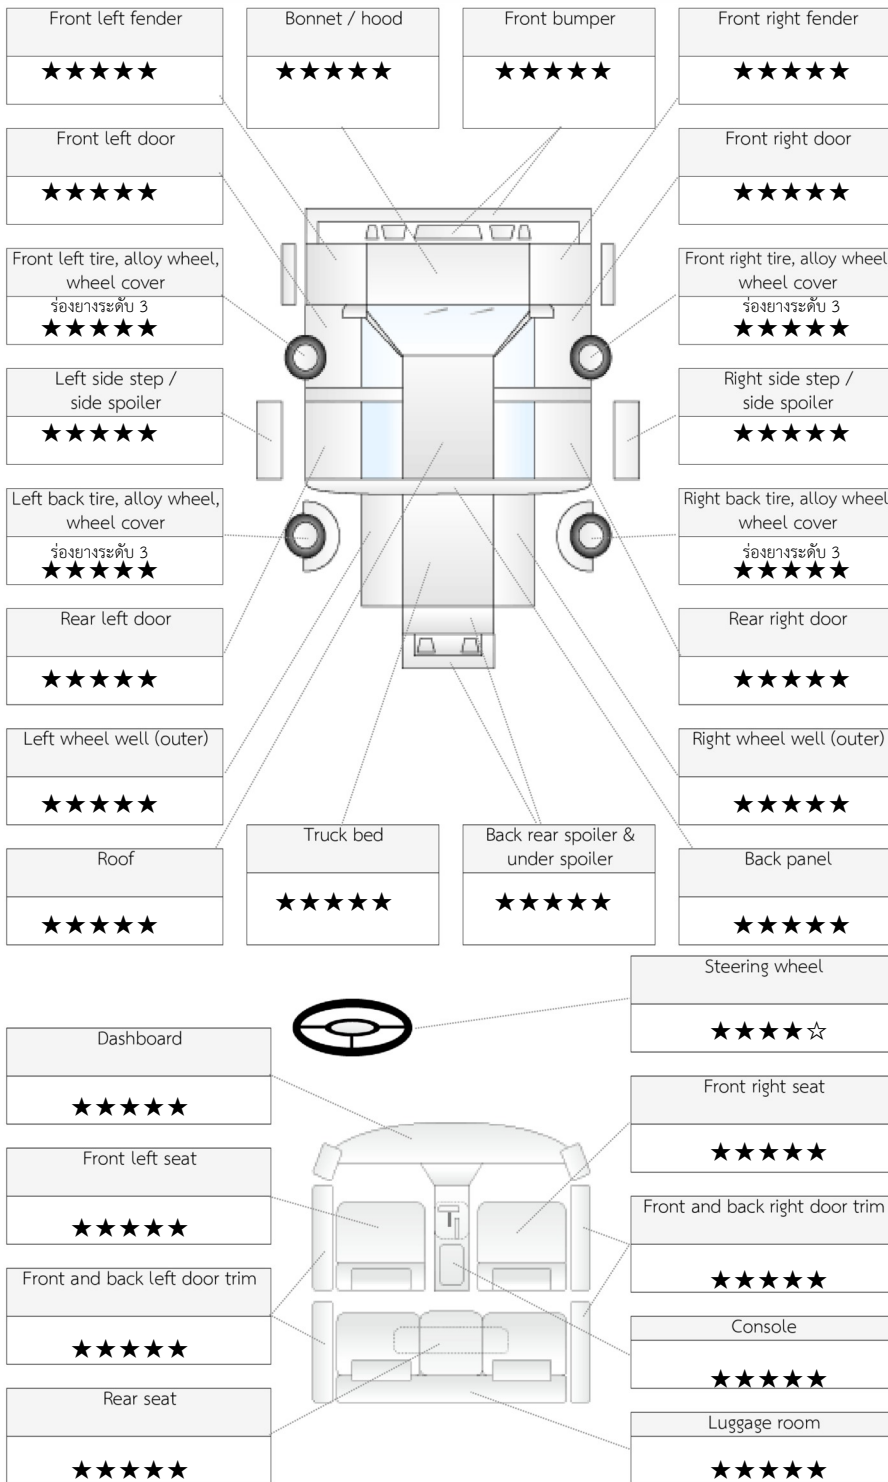 Front left fender
★★★★★
Bonnet / hood
★★★★★
Front bumper
★★★★★
Front right fender
★★★★★
Front left door
★★★★★
Front right door
★★★★★
Front left tire, alloy wheel,
wheel cover
ร่องยางระดับ 3
★★★★★
Front right tire, alloy wheel
wheel cover
ร่องยางระดับ 3
★★★★★
Left side step /
side spoiler
★★★★★
Right side step /
side spoiler
★★★★★
Left back tire, alloy wheel,
wheel cover
ร่องยางระดับ 3
★★★★★
Right back tire, alloy wheel
wheel cover
ร่องยางระดับ 3
★★★★★
Rear left door
★★★★★
Rear right door
★★★★★
Left wheel well (outer)
★★★★★
Right wheel well (outer)
★★★★★
Roof
★★★★★
Truck bed
★★★★★
Back rear spoiler &
under spoiler
★★★★★
Back panel
★★★★★
Steering wheel
★★★★☆
Dashboard
★★★★★
Front right seat
★★★★★
Front left seat
★★★★★
Front and back right door trim
★★★★★
Front and back left door trim
★★★★★
Console
★★★★★
Rear seat
★★★★★
Luggage room
★★★★★